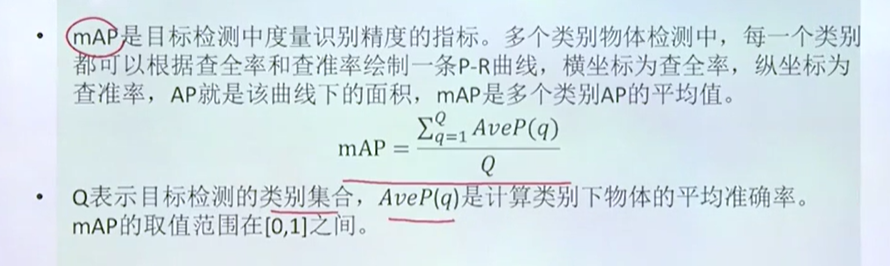 • mAP是目标检测中度量识别精度的指标。多个类别物体检测中，每一个类别
都可以根据查全率和查准率绘制一条P-R曲线，横坐标为查全率，纵坐标为
查准率，AP就是该曲线下的面积，mAP是多个类别AP的平均值。
mAP = \frac{\sum_{q=1}^{Q} AveP(q)}{Q}
• Q表示目标检测的类别集合，AveP(q)是计算类别下物体的平均准确率。
mAP的取值范围在[0,1]之间。